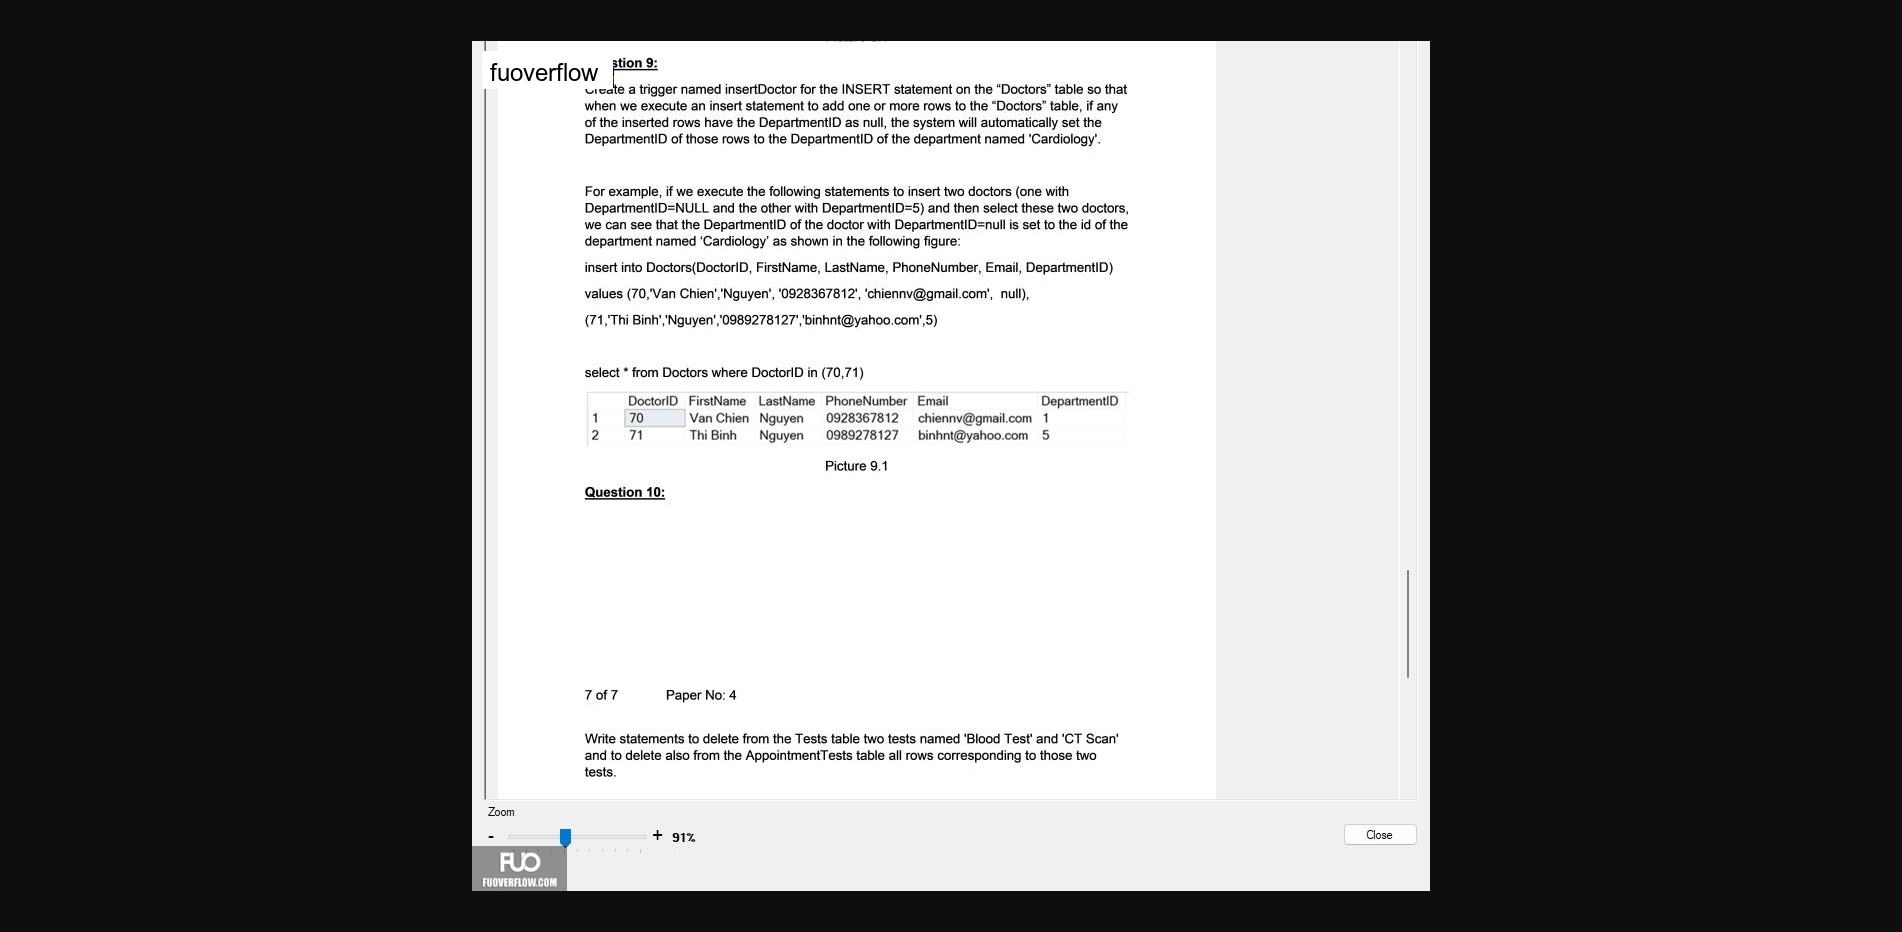 fuoverflow
stion 9:
Create a trigger named insertDoctor for the INSERT statement on the “Doctors” table so that
when we execute an insert statement to add one or more rows to the “Doctors” table, if any
of the inserted rows have the DepartmentID as null, the system will automatically set the
DepartmentID of those rows to the DepartmentID of the department named 'Cardiology'.
For example, if we execute the following statements to insert two doctors (one with
DepartmentID=NULL and the other with DepartmentID=5) and then select these two doctors,
we can see that the DepartmentID of the doctor with DepartmentID=null is set to the id of the
department named ‘Cardiology’ as shown in the following figure:
insert into Doctors(DoctorID, FirstName, LastName, PhoneNumber, Email, DepartmentID)
values (70,'Van Chien','Nguyen', '0928367812', 'chiennv@gmail.com', null),
(71,'Thi Binh','Nguyen','0989278127','binhnt@yahoo.com',5)
select * from Doctors where DoctorID in (70,71)
DoctorID FirstName LastName PhoneNumber Email DepartmentID
1 70 Van Chien Nguyen 0928367812 chiennv@gmail.com 1
2 71 Thi Binh Nguyen 0989278127 binhnt@yahoo.com 5
Picture 9.1
Question 10:
7 of 7 Paper No: 4
Write statements to delete from the Tests table two tests named 'Blood Test' and 'CT Scan'
and to delete also from the AppointmentTests table all rows corresponding to those two
tests.
Zoom
- + 91%
Close
FUO
FUOVERFLOW.COM